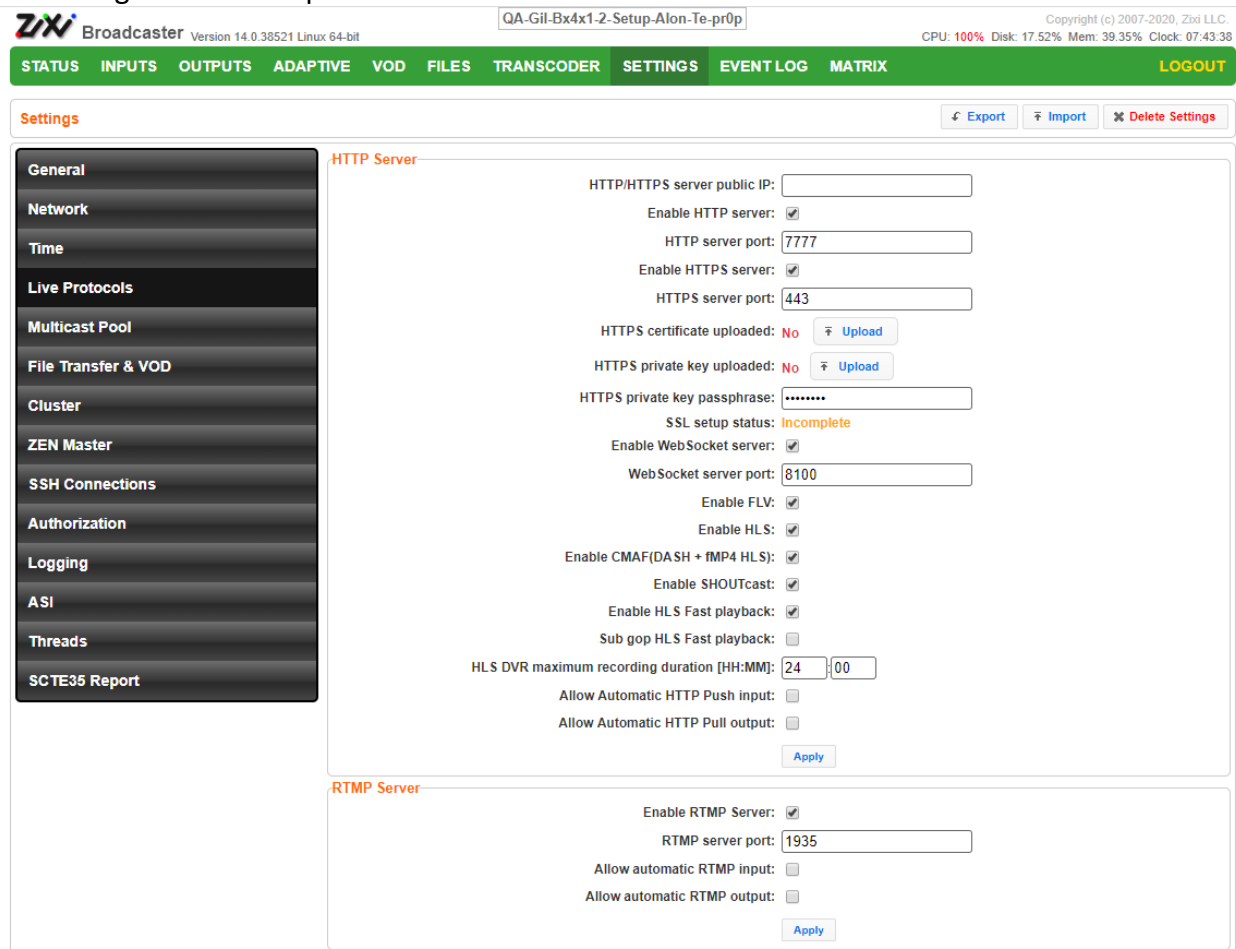 ZiXi Broadcaster Version 14.0.38521 Linux 64-bit
QA-Gil-Bx4x1-2-Setup-Alon-Te-pr0p
Copyright (c) 2007-2020, Zixi LLC.
CPU: 100% Disk: 17.52% Mem: 39.35% Clock: 07:43:38
STATUS INPUTS OUTPUTS ADAPTIVE VOD FILES TRANSCODER SETTINGS EVENT LOG MATRIX LOGOUT
Settings
Export Import Delete Settings
General
Network
Time
Live Protocols
Multicast Pool
File Transfer & VOD
Cluster
ZEN Master
SSH Connections
Authorization
Logging
ASI
Threads
SCTE35 Report
HTTP Server
HTTP/HTTPS server public IP:
Enable HTTP server:
HTTP server port: 7777
Enable HTTPS server:
HTTPS server port: 443
HTTPS certificate uploaded: No Upload
HTTPS private key uploaded: No Upload
HTTPS private key passphrase: ••••••••
SSL setup status: Incomplete
Enable WebSocket server:
WebSocket server port: 8100
Enable FLV:
Enable HLS:
Enable CMAF(DASH + fMP4 HLS):
Enable SHOUTcast:
Enable HLS Fast playback:
Sub gop HLS Fast playback:
HLS DVR maximum recording duration [HH:MM]: 24:00
Allow Automatic HTTP Push input:
Allow Automatic HTTP Pull output:
Apply
RTMP Server
Enable RTMP Server:
RTMP server port: 1935
Allow automatic RTMP input:
Allow automatic RTMP output:
Apply